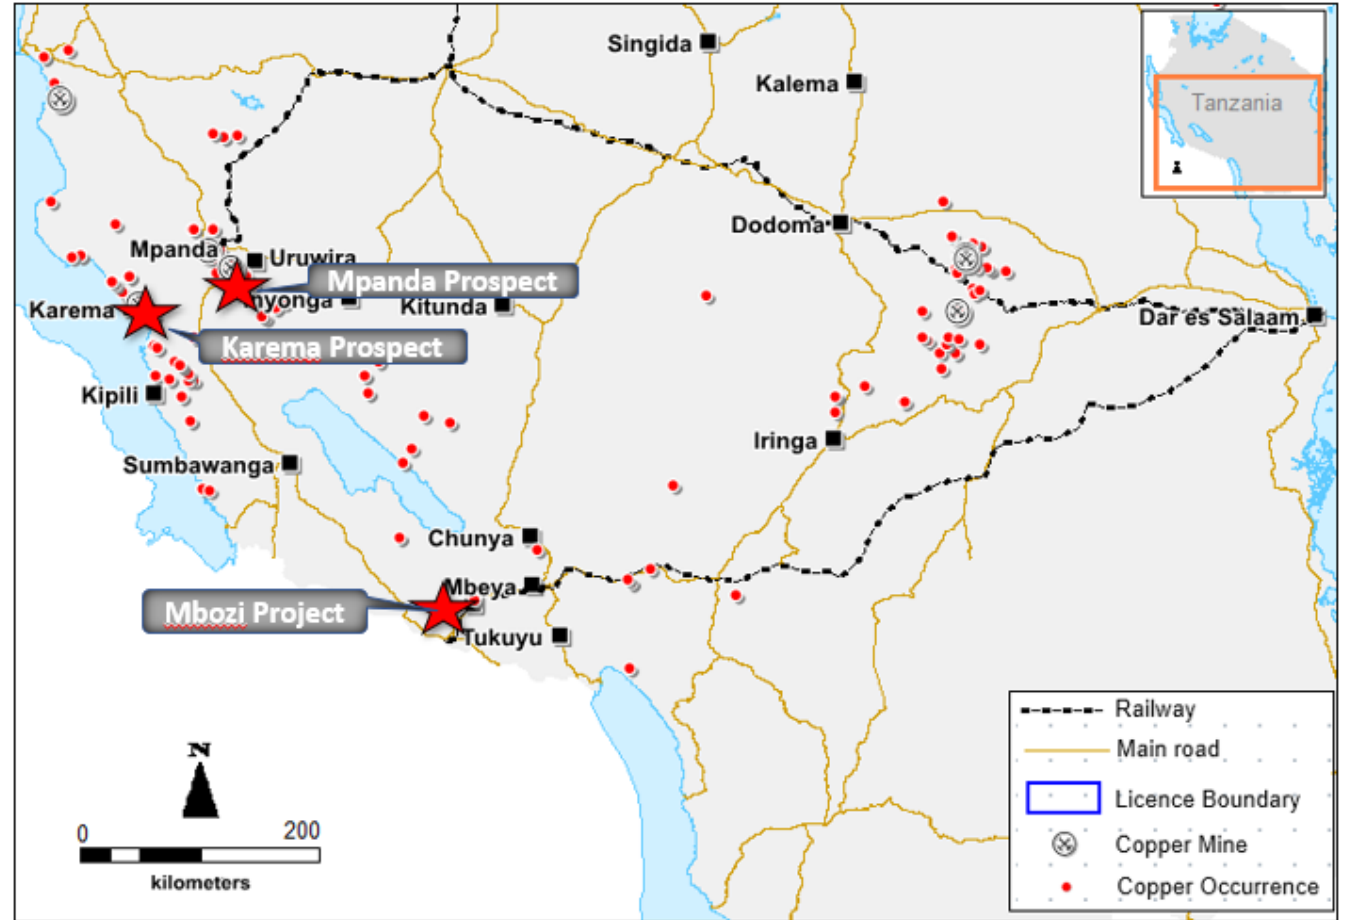 Singida
Kalema
Tanzania
Dodoma
Mpanda
Uruwira
Mpanda Prospect
nyonga
Kitunda
Karema
Karema Prospect
Dar es Salaam
Kipili
Iringa
Sumbawanga
Chunya
Mbeya
Mbozi Project
Tukuyu
N
0 200
kilometers
Railway
Main road
Licence Boundary
Copper Mine
Copper Occurrence